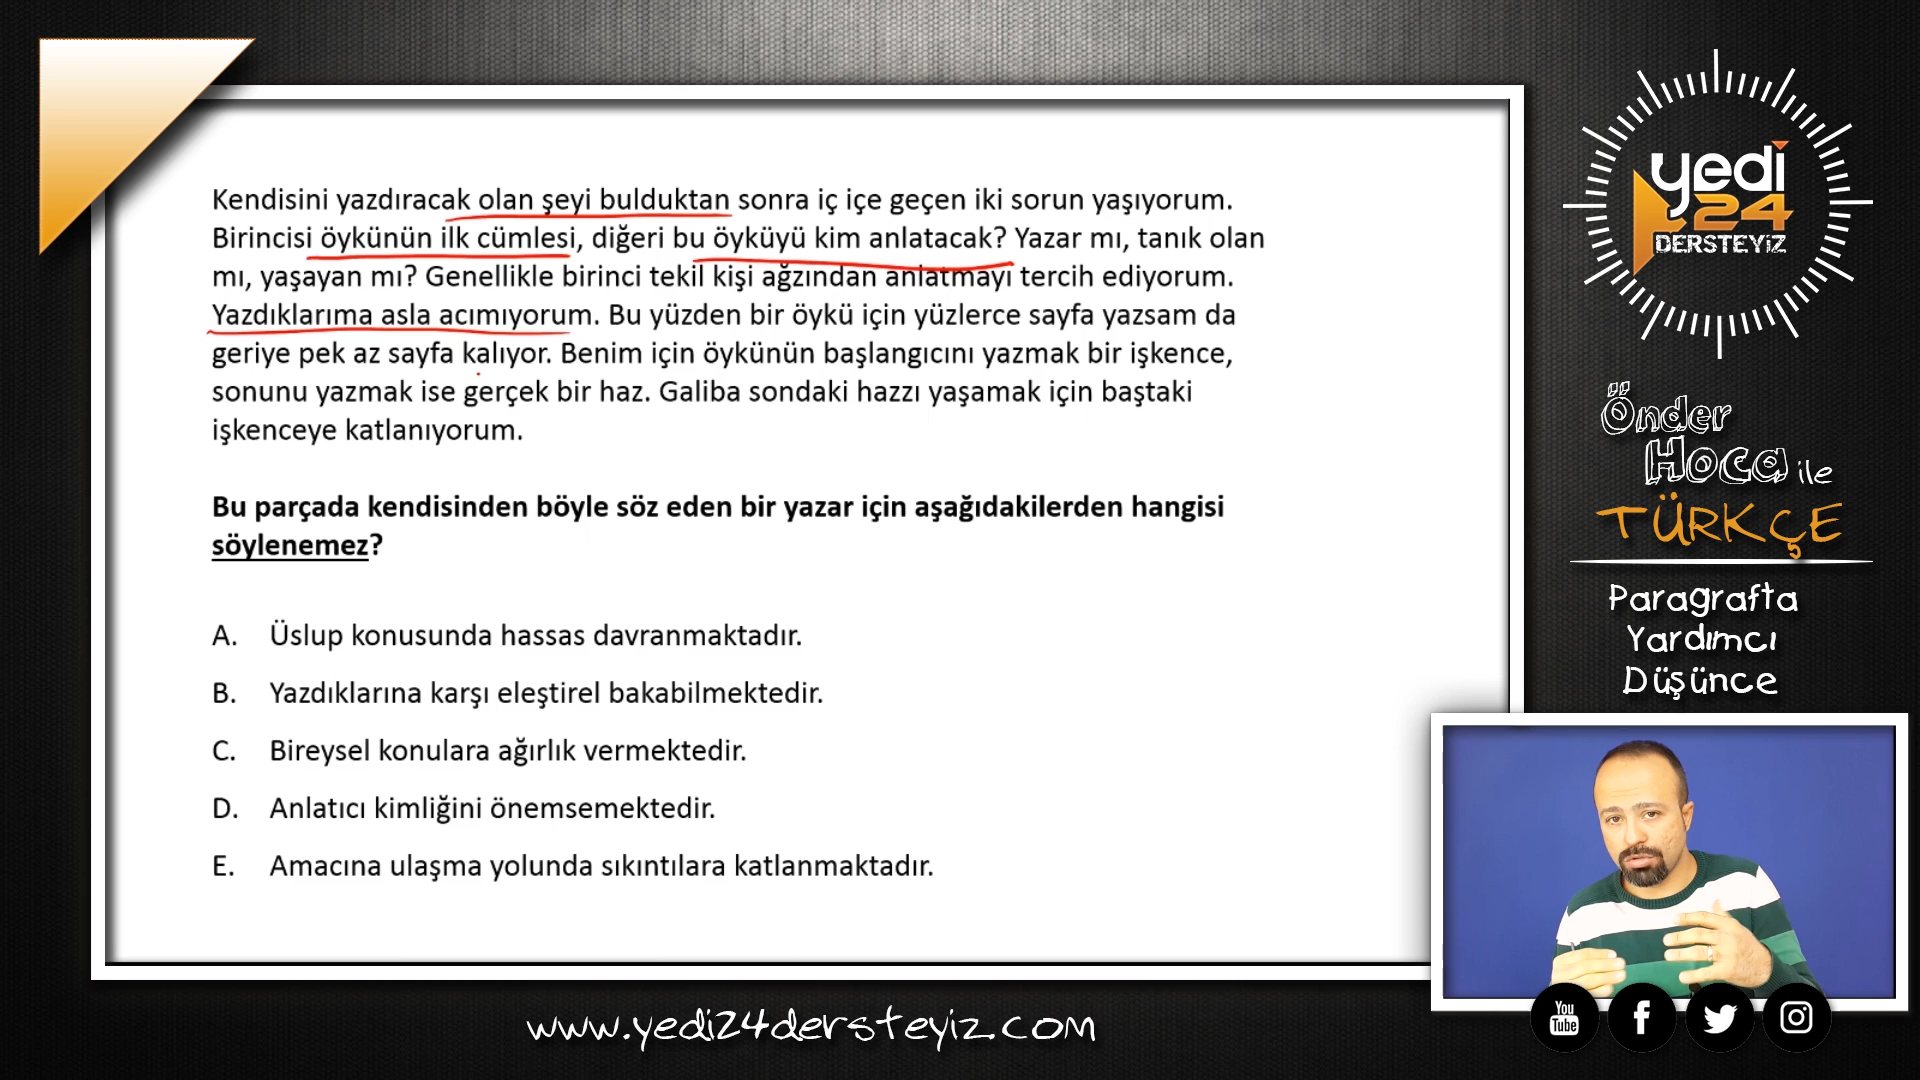 Kendisini yazdıracak olan şeyi bulduktan sonra iç içe geçen iki sorun yaşıyorum.
Birincisi öykünün ilk cümlesi, diğeri bu öyküyü kim anlatacak? Yazar mı, tanık olan
mı, yaşayan mı? Genellikle birinci tekil kişi ağzından anlatmayı tercih ediyorum.
Yazdıklarıma asla acımıyorum. Bu yüzden bir öykü için yüzlerce sayfa yazsam da
geriye pek az sayfa kalıyor. Benim için öykünün başlangıcını yazmak bir işkence,
sonunu yazmak ise gerçek bir haz. Galiba sondaki hazzı yaşamak için baştaki
işkenceye katlanıyorum.
Bu parçada kendisinden böyle söz eden bir yazar için aşağıdakilerden hangisi
söylenemez?
A. Üslup konusunda hassas davranmaktadır.
B. Yazdıklarına karşı eleştirel bakabilmektedir.
C. Bireysel konulara ağırlık vermektedir.
D. Anlatıcı kimliğini önemsemektedir.
E. Amacına ulaşma yolunda sıkıntılara katlanmaktadır.
yedi
24
DERSTEYİZ
Önder
Hoca ile
TÜRKÇE
Paragrafta
Yardımcı
Düşünce
You
Tube
www.yedi24dersteyiz.com